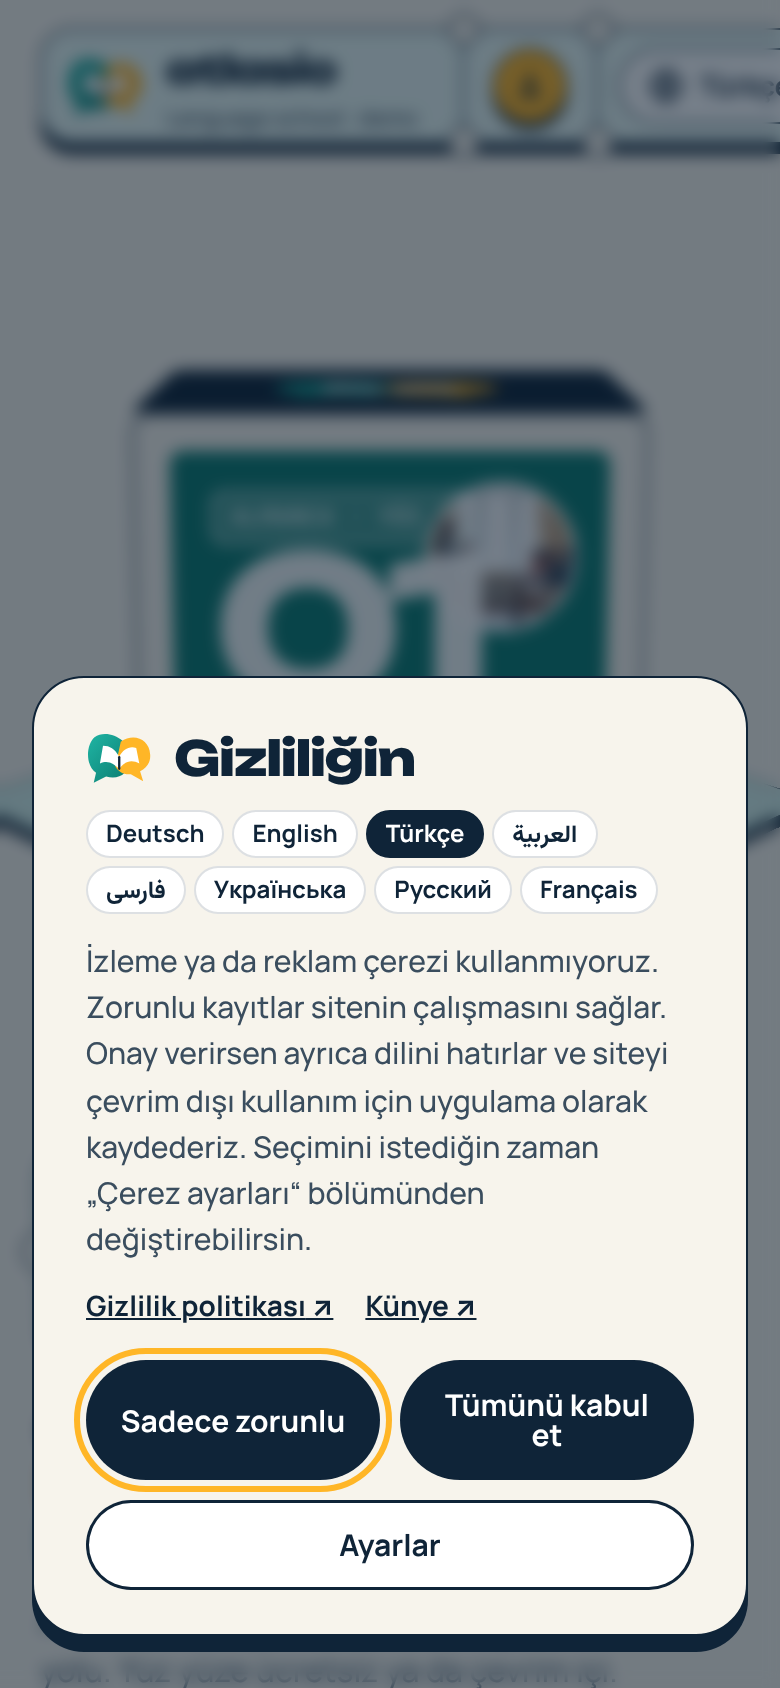 Gizliliğin
Deutsch English Türkçe العربية
فارسی Українська Русский Français
İzleme ya da reklam çerezi kullanmıyoruz.
Zorunlu kayıtlar sitenin çalışmasını sağlar.
Onay verirsen ayrıca dilini hatırlar ve siteyi
çevrim dışı kullanım için uygulama olarak
kaydederiz. Seçimini istediğin zaman
„Çerez ayarları“ bölümünden
değiştirebilirsin.
Gizlilik politikası ↗ Künye ↗
Sadece zorunlu
Tümünü kabul
et
Ayarlar